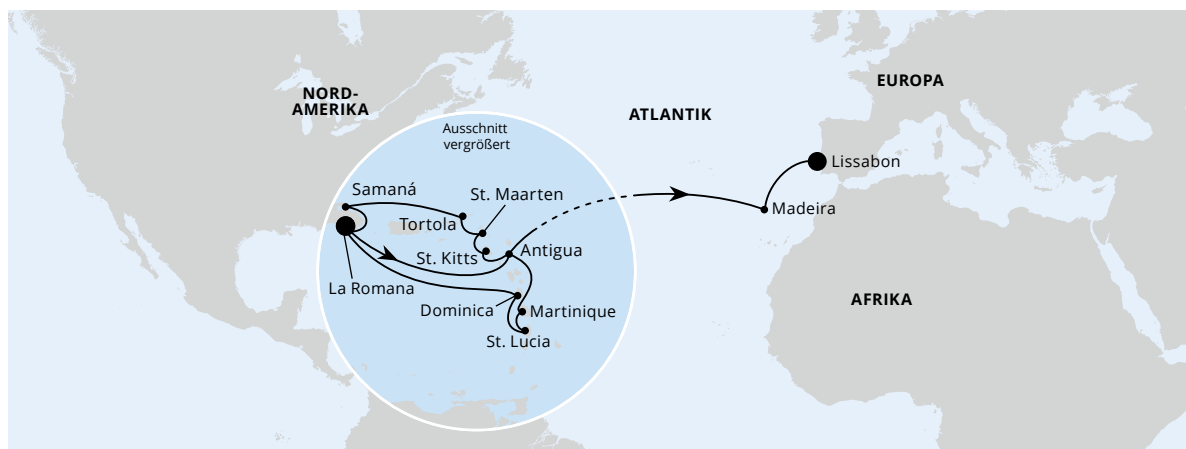 NORD-
AMERIKA
ATLANTIK
EUROPA
Ausschnitt
vergrößert
Lissabon
Samaná
St. Maarten
Tortola
Madeira
St. Kitts
Antigua
La Romana
Dominica
Martinique
St. Lucia
AFRIKA